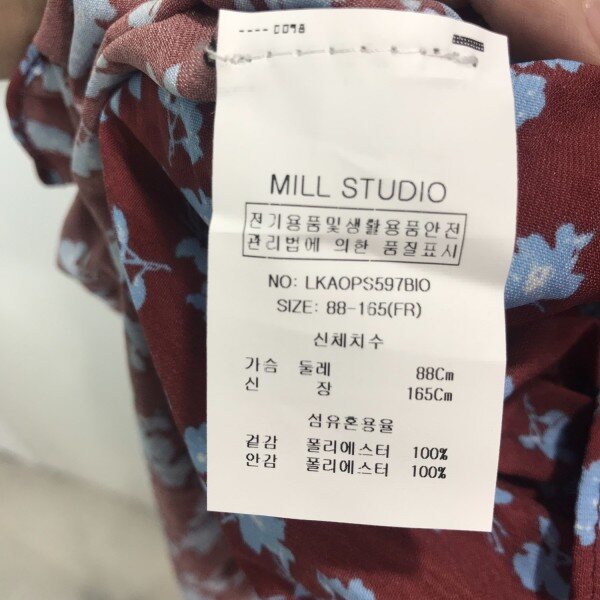 ---- 0098
MILL STUDIO
전기용품및생활용품안전
관리법에 의한 품질표시
NO: LKAOPS597BIO
SIZE: 88-165(FR)
신체치수
가슴 둘레 88Cm
신 장 165Cm
섬유혼용율
겉감 폴리에스터 100%
안감 폴리에스터 100%